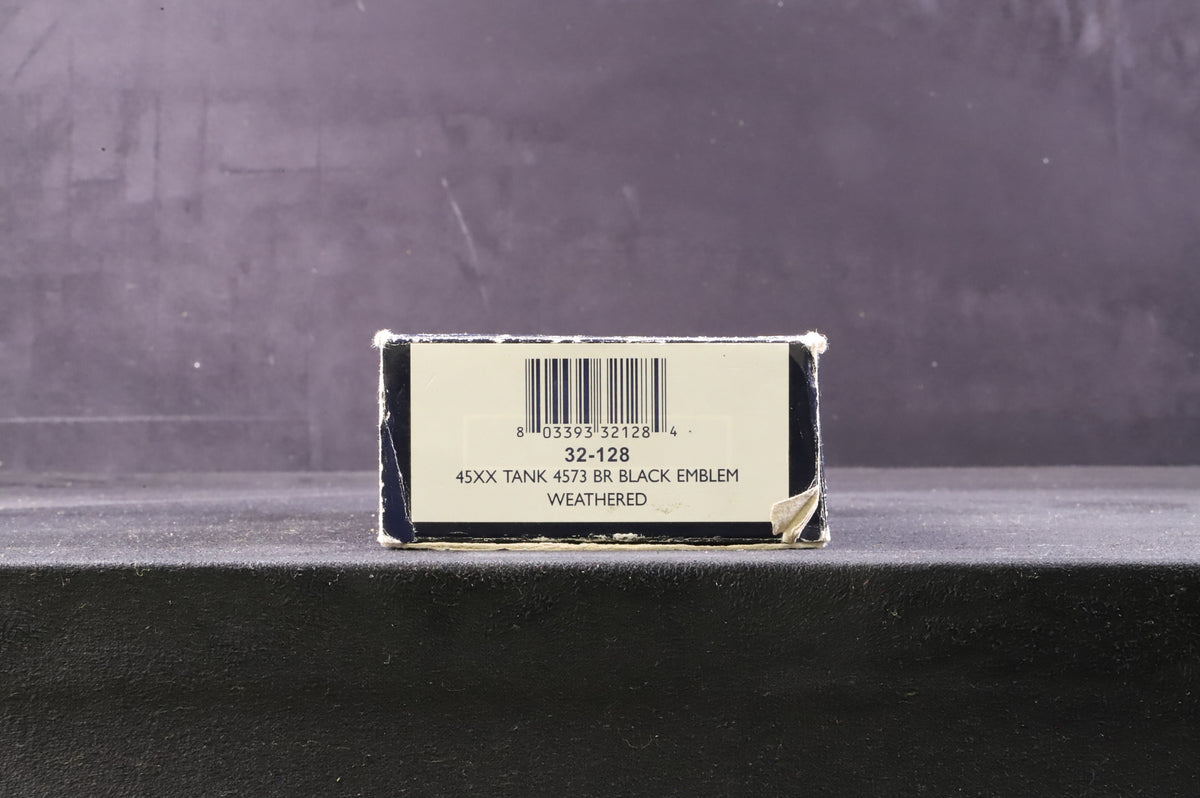 8 03393 32128 4
32-128
45XX TANK 4573 BR BLACK EMBLEM
WEATHERED